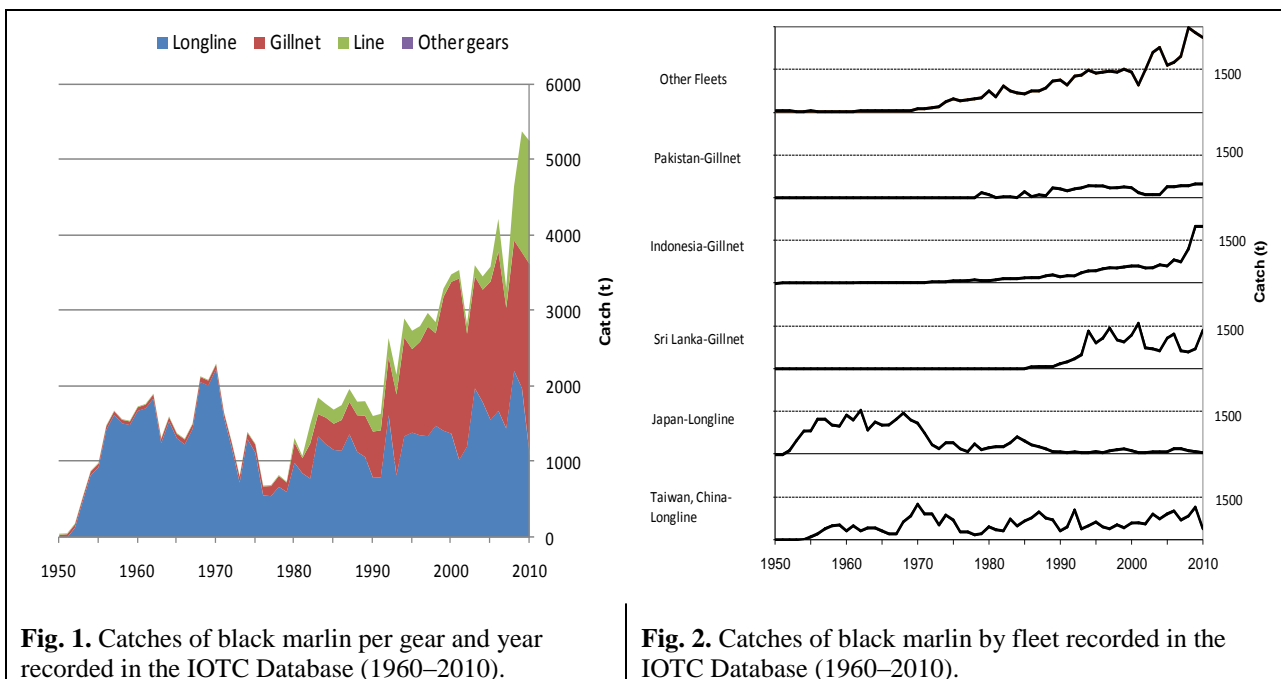 Longline Gillnet Line Other gears
6000
5000
4000
3000
2000
1000
0
Catch (t)
1950 1960 1970 1980 1990 2000 2010
Other Fleets
1500
Pakistan-Gillnet
1500
Indonesia-Gillnet
1500
Sri Lanka-Gillnet
1500
Japan-Longline
1500
Taiwan, China-
Longline
1500
Catch (t)
1950 1960 1970 1980 1990 2000 2010
Fig. 1. Catches of black marlin per gear and year
recorded in the IOTC Database (1960–2010).
Fig. 2. Catches of black marlin by fleet recorded in the
IOTC Database (1960–2010).